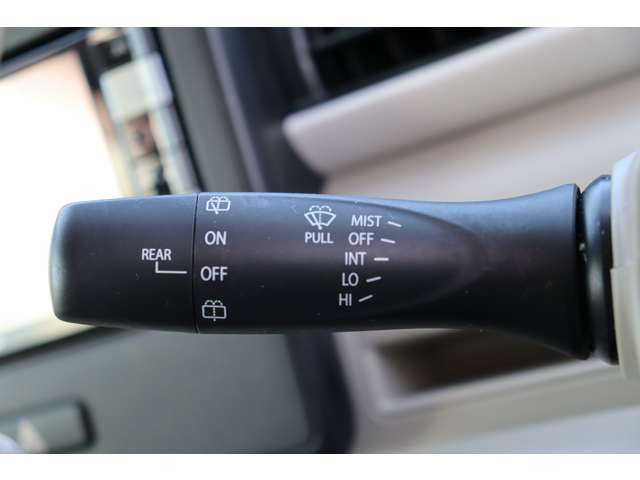 REAR
ON
OFF
PULL
MIST
OFF
INT
LO
HI